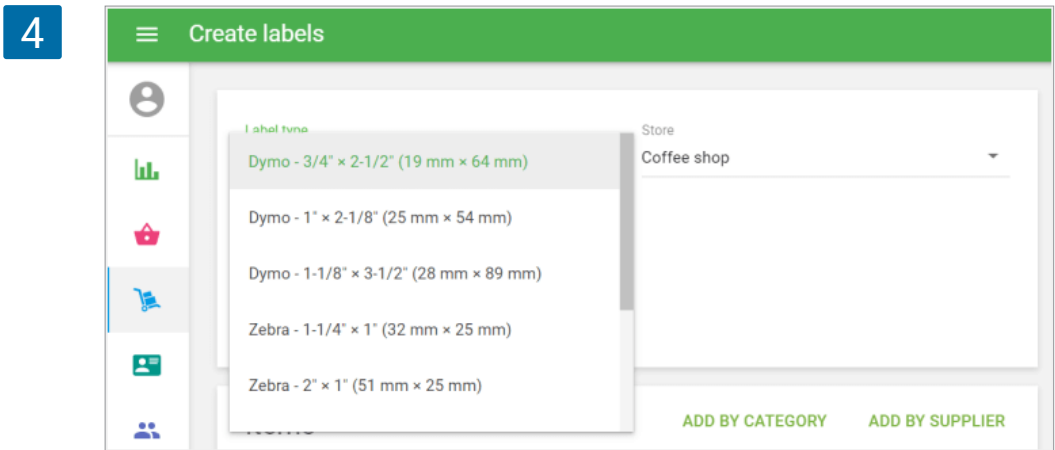 4
Create labels
Label type
Store
Dymo - 3/4" × 2-1/2" (19 mm × 64 mm)
Coffee shop
Dymo - 1" × 2-1/8" (25 mm × 54 mm)
Dymo - 1-1/8" × 3-1/2" (28 mm × 89 mm)
Zebra - 1-1/4" × 1" (32 mm × 25 mm)
Zebra - 2" × 1" (51 mm × 25 mm)
ADD BY CATEGORY
ADD BY SUPPLIER